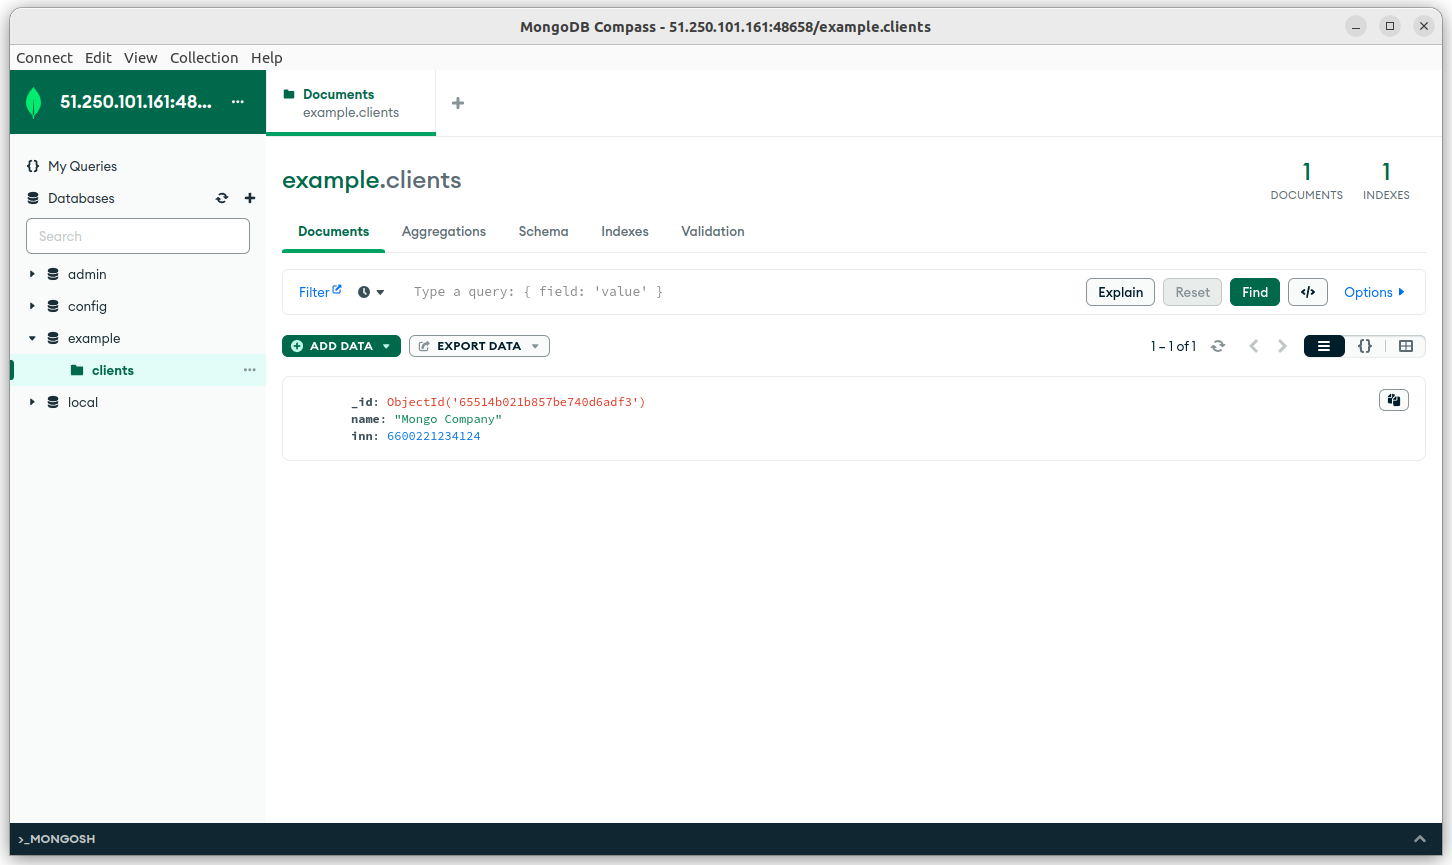 MongoDB Compass - 51.250.101.161:48658/example.clients
Connect Edit View Collection Help
51.250.101.161:48... ...
Documents
example.clients
+
{} My Queries
Databases
Search
admin
config
example
clients ...
local
example.clients
1 DOCUMENTS
1 INDEXES
Documents Aggregations Schema Indexes Validation
Filter Type a query: { field: 'value' } Explain Reset Find </> Options
ADD DATA EXPORT DATA 1 – 1 of 1 {}
_id: ObjectId('65514b021b857be740d6adf3')
name: "Mongo Company"
inn: 6600221234124
>_MONGOSH